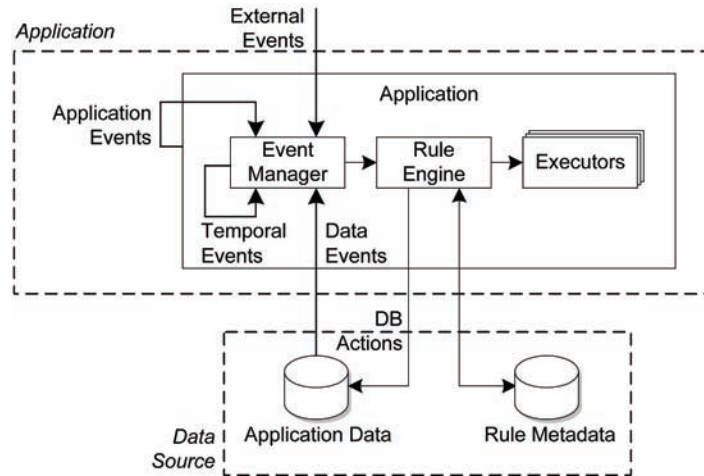 External
Events
Application
Application
Application
Events
Event
Manager
Rule
Engine
Executors
Temporal
Events
Data
Events
DB
Actions
Application Data
Rule Metadata
Data
Source